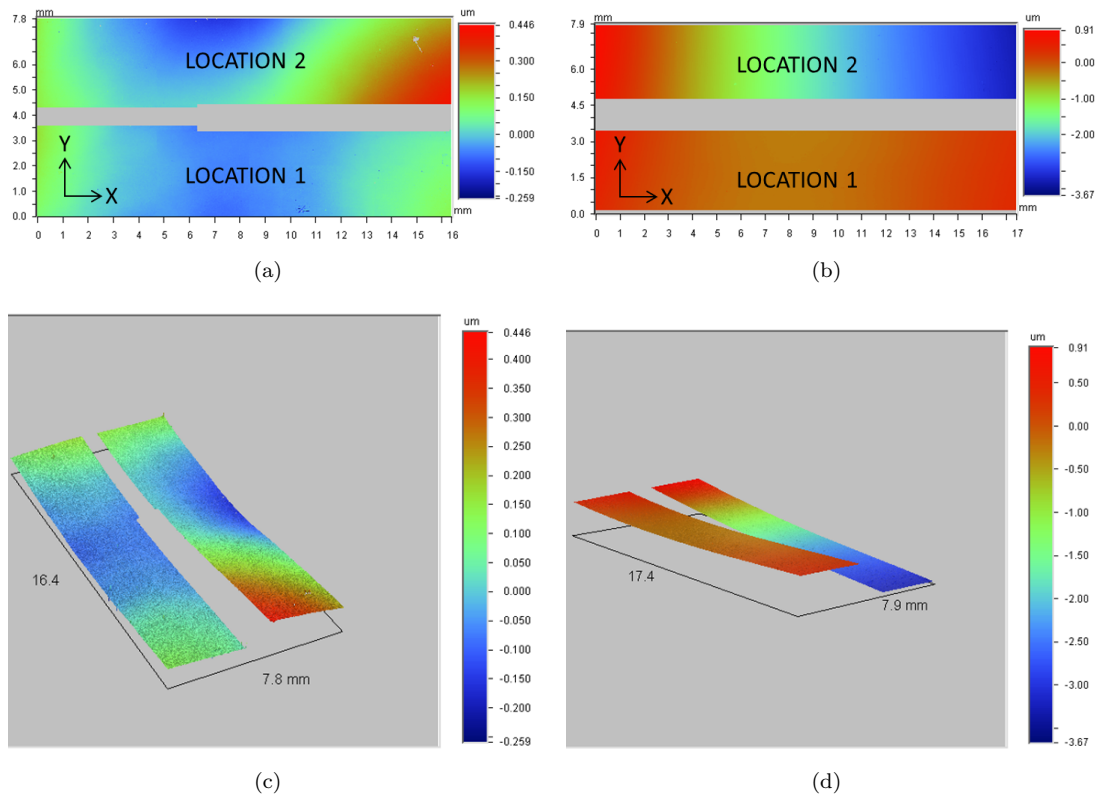 mm
7.8
6.0
5.0
4.0
3.0
2.0
1.0
0.0
LOCATION 2
LOCATION 1
Y
X
0 1 2 3 4 5 6 7 8 9 10 11 12 13 14 15 16
mm
um
0.446
0.300
0.150
0.000
-0.150
-0.259
(a)
mm
7.9
6.0
4.5
3.0
1.5
0.0
LOCATION 2
LOCATION 1
Y
X
0 1 2 3 4 5 6 7 8 9 10 11 12 13 14 15 16 17
mm
um
0.91
0.00
-1.00
-2.00
-3.67
(b)
16.4
7.8 mm
um
0.446
0.400
0.350
0.300
0.250
0.200
0.150
0.100
0.050
0.000
-0.050
-0.100
-0.150
-0.200
-0.259
(c)
17.4
7.9 mm
um
0.91
0.50
0.00
-0.50
-1.00
-1.50
-2.00
-2.50
-3.00
-3.67
(d)